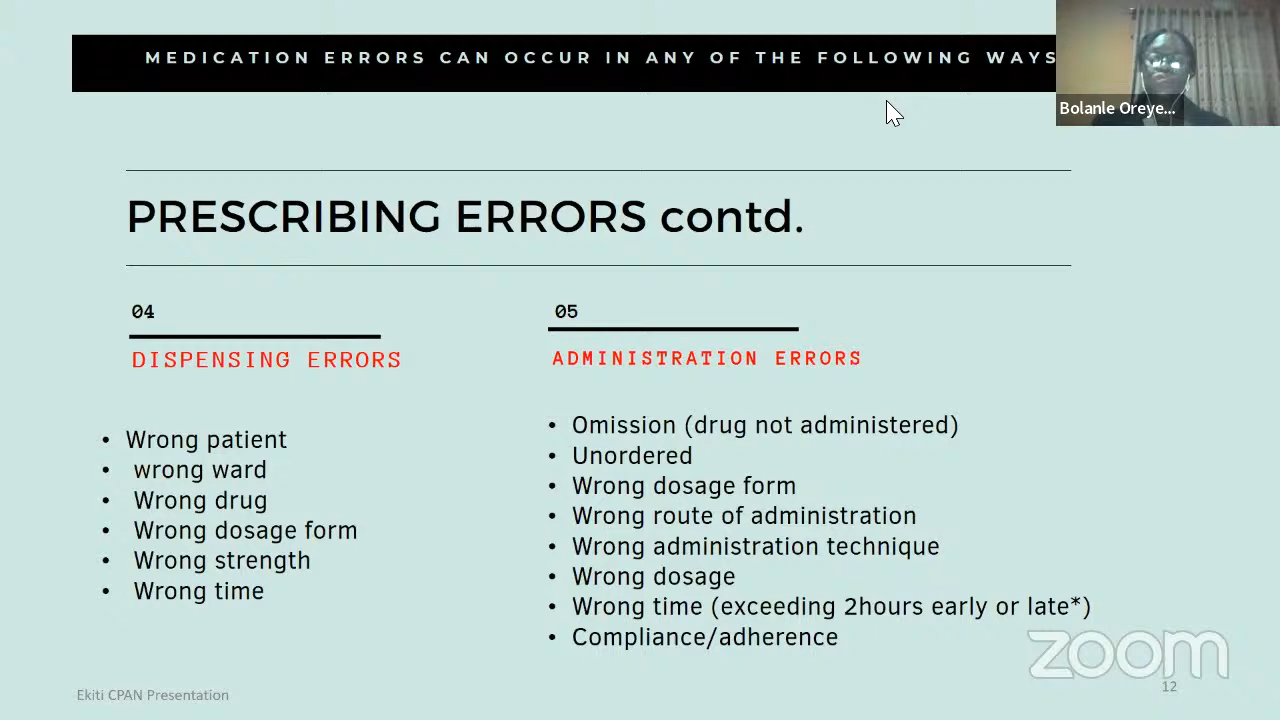 MEDICATION ERRORS CAN OCCUR IN ANY OF THE FOLLOWING WAYS
Bolanle Oreye...
PRESCRIBING ERRORS contd.
04
DISPENSING ERRORS
• Wrong patient
• wrong ward
• Wrong drug
• Wrong dosage form
• Wrong strength
• Wrong time
05
ADMINISTRATION ERRORS
• Omission (drug not administered)
• Unordered
• Wrong dosage form
• Wrong route of administration
• Wrong administration technique
• Wrong dosage
• Wrong time (exceeding 2hours early or late*)
• Compliance/adherence
zoom
Ekiti CPAN Presentation
12